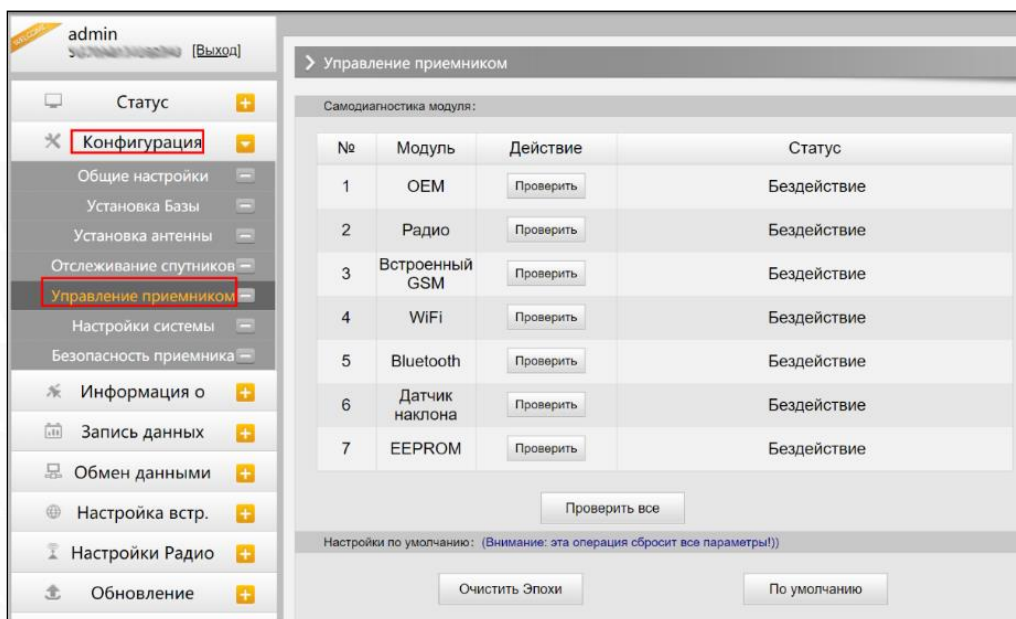 WELCOME
admin
[Выход]
Статус
Конфигурация
Общие настройки
Установка Базы
Установка антенны
Отслеживание спутников
Управление приемником
Настройки системы
Безопасность приемника
Информация о
Запись данных
Обмен данными
Настройка встр.
Настройки Радио
Обновление
Управление приемником
Самодиагностика модуля:
№ Модуль Действие Статус
1 OEM Проверить Бездействие
2 Радио Проверить Бездействие
3 Встроенный GSM Проверить Бездействие
4 WiFi Проверить Бездействие
5 Bluetooth Проверить Бездействие
6 Датчик наклона Проверить Бездействие
7 EEPROM Проверить Бездействие
Проверить все
Настройки по умолчанию: (Внимание: эта операция сбросит все параметры!))
Очистить Эпохи По умолчанию